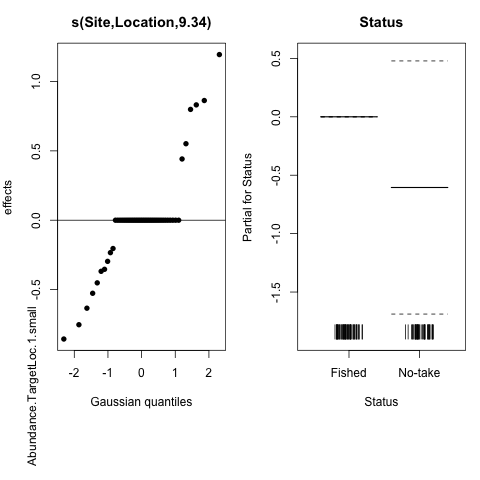 s(Site,Location,9.34)
effects
Abundance.TargetLoc.1.small
1.0
0.5
0.0
-0.5
-2 -1 0 1 2
Gaussian quantiles
Status
Partial for Status
0.5
0.0
-0.5
-1.0
-1.5
Fished No-take
Status